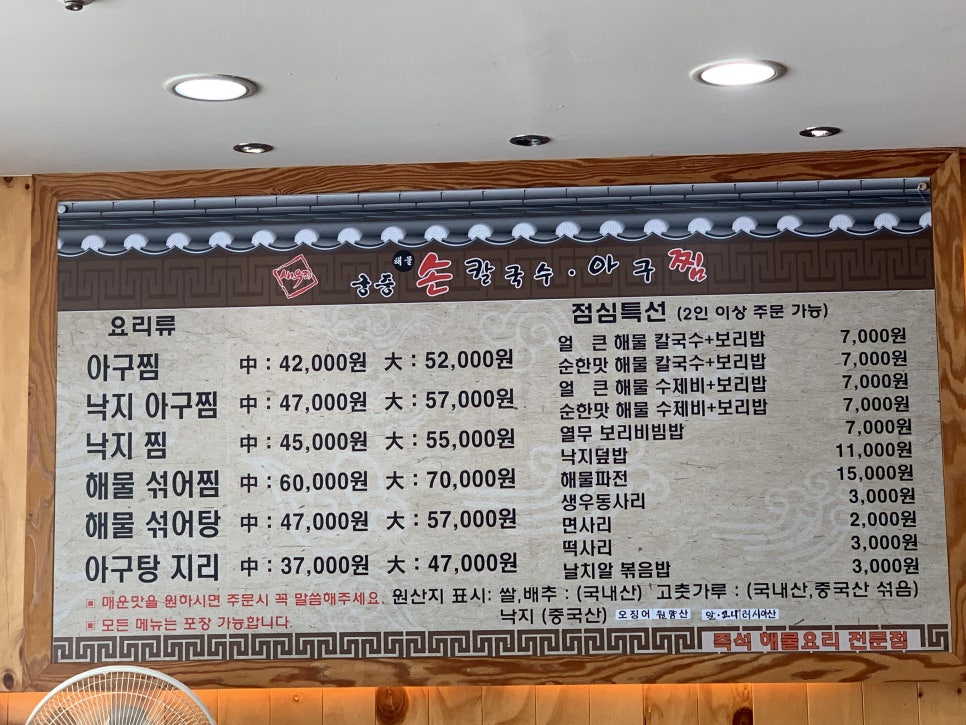 궁중 해물 손칼국수·아구찜
요리류
아구찜 中 : 42,000원 大 : 52,000원
낙지 아구찜 中 : 47,000원 大 : 57,000원
낙지 찜 中 : 45,000원 大 : 55,000원
해물 섞어찜 中 : 60,000원 大 : 70,000원
해물 섞어탕 中 : 47,000원 大 : 57,000원
아구탕 지리 中 : 37,000원 大 : 47,000원
▣ 매운맛을 원하시면 주문시 꼭 말씀해주세요.
▣ 모든 메뉴는 포장 가능합니다.
점심특선 (2인 이상 주문 가능)
얼 큰 해물 칼국수+보리밥 7,000원
순한맛 해물 칼국수+보리밥 7,000원
얼 큰 해물 수제비+보리밥 7,000원
순한맛 해물 수제비+보리밥 7,000원
열무 보리비빔밥 7,000원
낙지덮밥 11,000원
해물파전 15,000원
생우동사리 3,000원
면사리 2,000원
떡사리 3,000원
날치알 볶음밥 3,000원
원산지 표시: 쌀,배추 : (국내산) 고춧가루 : (국내산,중국산 섞음)
낙지 (중국산) 오징어 원양산 러시아산
즉석 해물요리 전문점